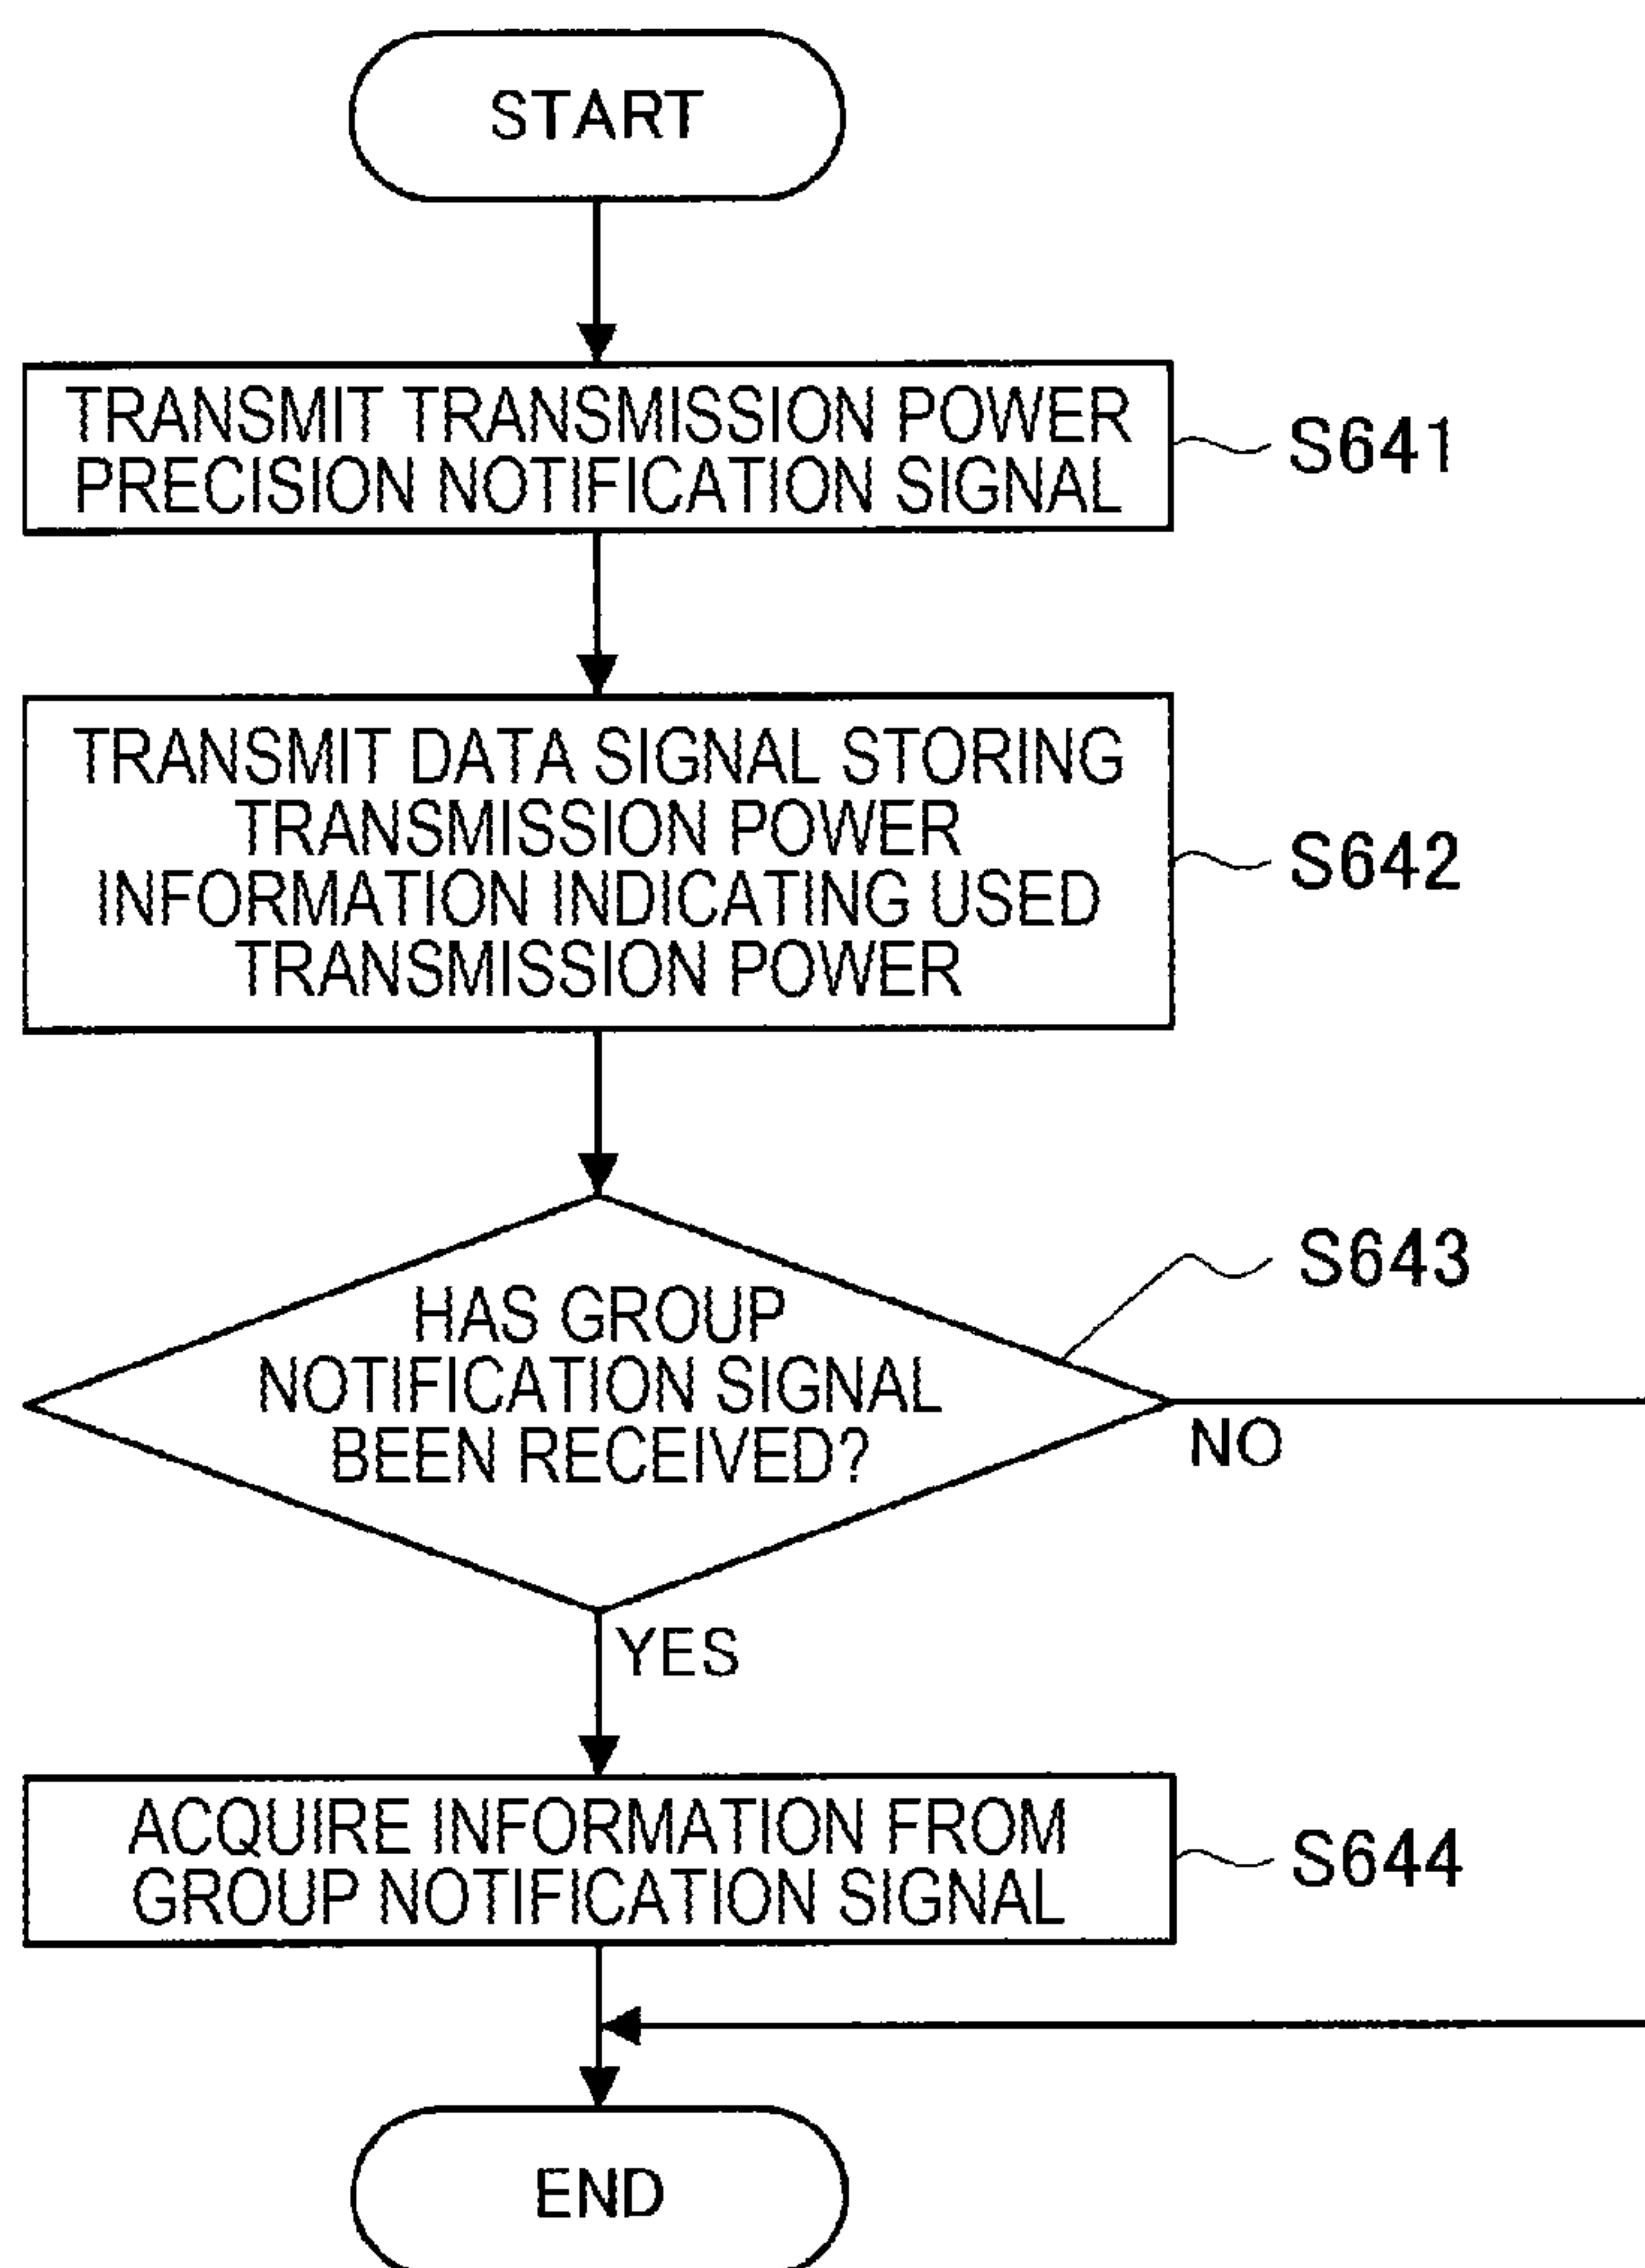 START
TRANSMIT TRANSMISSION POWER
PRECISION NOTIFICATION SIGNAL
S641
TRANSMIT DATA SIGNAL STORING
TRANSMISSION POWER
INFORMATION INDICATING USED
TRANSMISSION POWER
S642
HAS GROUP
NOTIFICATION SIGNAL
BEEN RECEIVED?
S643
NO
YES
ACQUIRE INFORMATION FROM
GROUP NOTIFICATION SIGNAL
S644
END